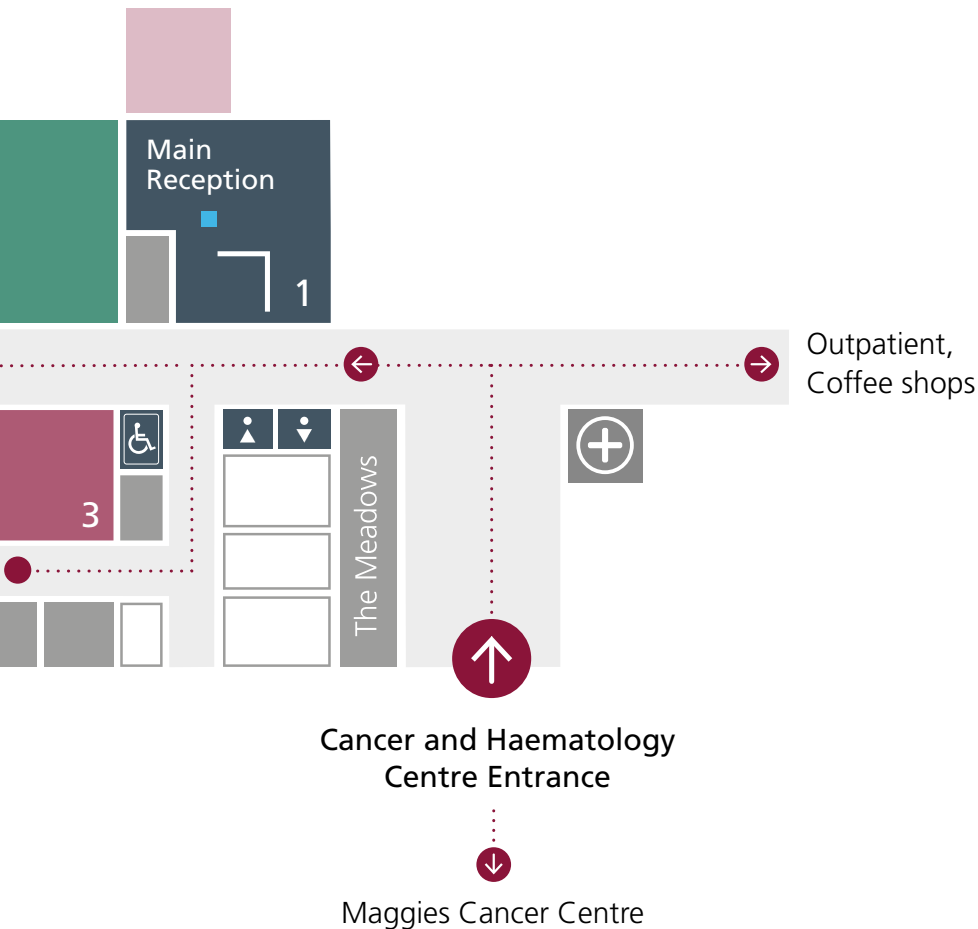 Main
Reception
1
Outpatient,
Coffee shops
3
The Meadows
Cancer and Haematology
Centre Entrance
Maggies Cancer Centre